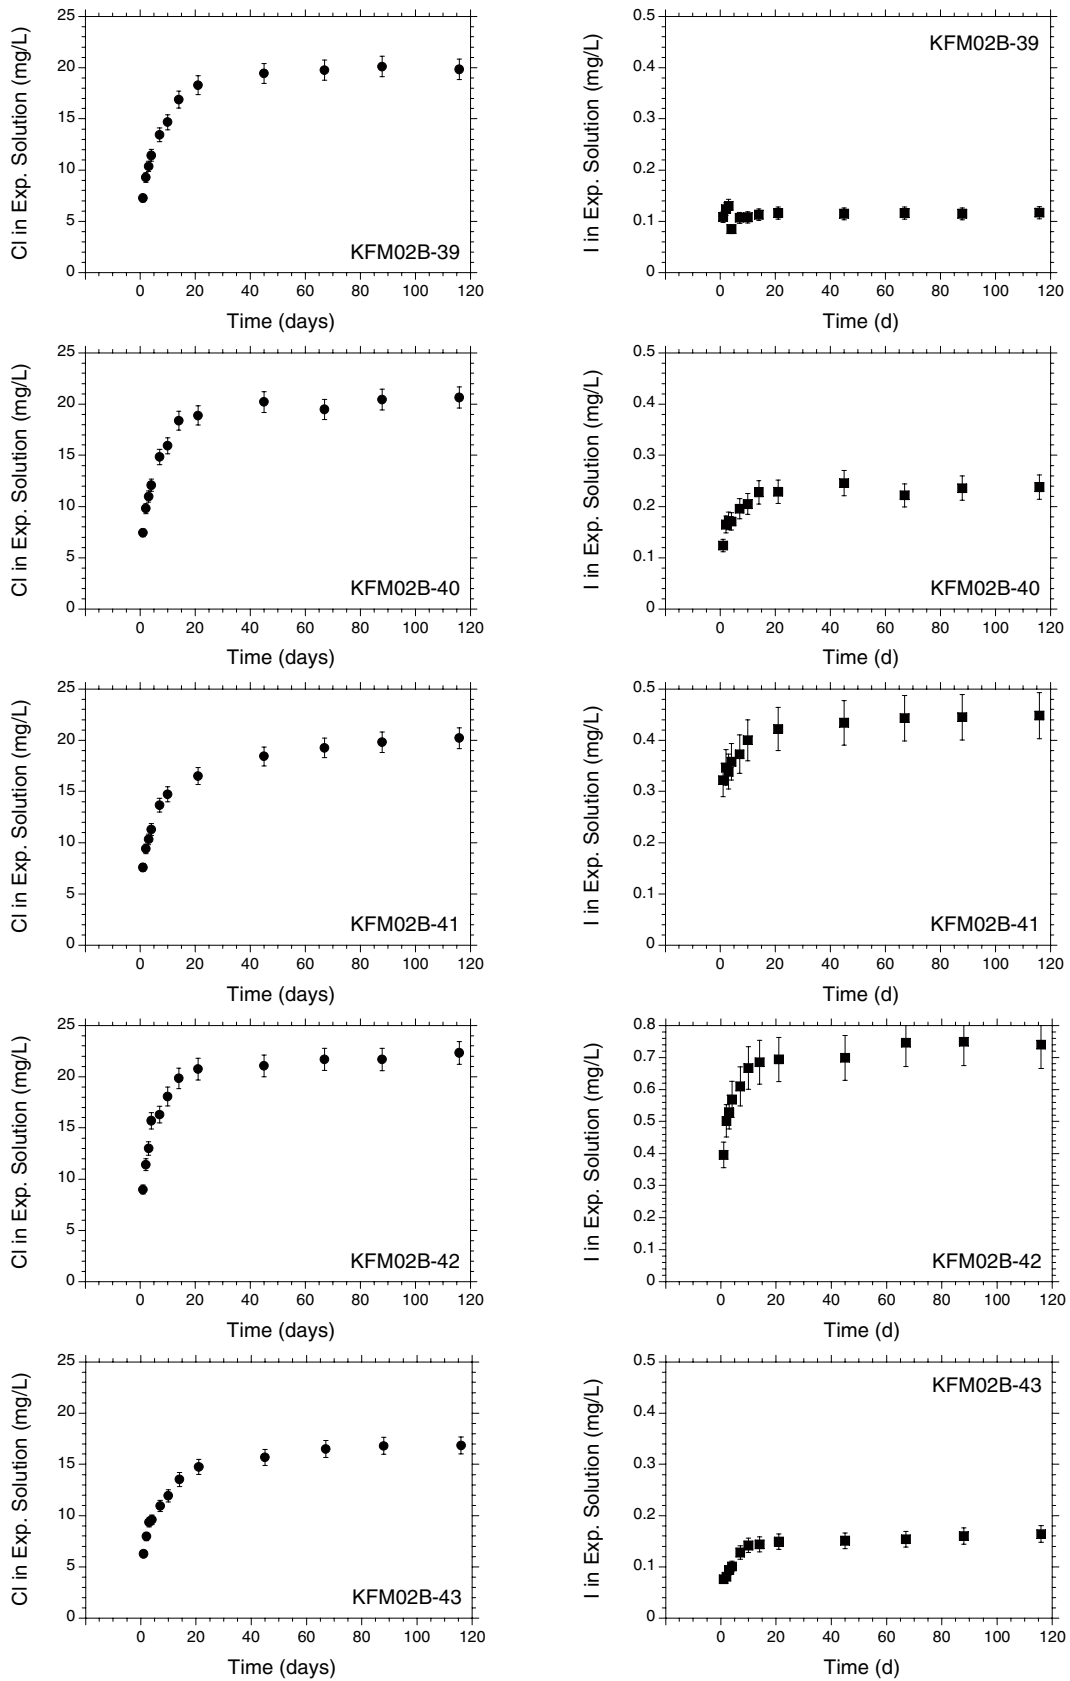 25
20
15
10
5
0
Cl in Exp. Solution (mg/L)
KFM02B-39
0 20 40 60 80 100 120
Time (days)
0.5
0.4
0.3
0.2
0.1
0
I in Exp. Solution (mg/L)
KFM02B-39
0 20 40 60 80 100 120
Time (d)
25
20
15
10
5
0
Cl in Exp. Solution (mg/L)
KFM02B-40
0 20 40 60 80 100 120
Time (days)
0.5
0.4
0.3
0.2
0.1
0
I in Exp. Solution (mg/L)
KFM02B-40
0 20 40 60 80 100 120
Time (d)
25
20
15
10
5
0
Cl in Exp. Solution (mg/L)
KFM02B-41
0 20 40 60 80 100 120
Time (days)
0.5
0.4
0.3
0.2
0.1
0
I in Exp. Solution (mg/L)
KFM02B-41
0 20 40 60 80 100 120
Time (d)
25
20
15
10
5
0
Cl in Exp. Solution (mg/L)
KFM02B-42
0 20 40 60 80 100 120
Time (days)
0.8
0.7
0.6
0.5
0.4
0.3
0.2
0.1
0
I in Exp. Solution (mg/L)
KFM02B-42
0 20 40 60 80 100 120
Time (d)
25
20
15
10
5
0
Cl in Exp. Solution (mg/L)
KFM02B-43
0 20 40 60 80 100 120
Time (days)
0.5
0.4
0.3
0.2
0.1
0
I in Exp. Solution (mg/L)
KFM02B-43
0 20 40 60 80 100 120
Time (d)